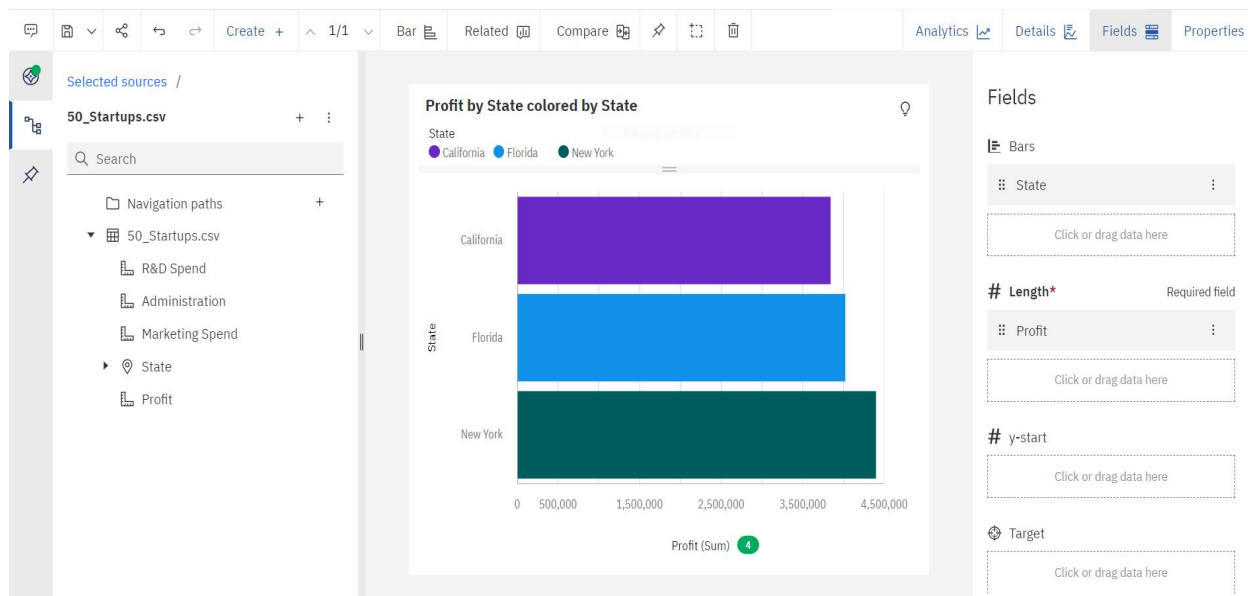 Create +
1/1
Bar
Related
Compare
Analytics
Details
Fields
Properties
Selected sources /
50_Startups.csv
Search
Navigation paths
50_Startups.csv
R&D Spend
Administration
Marketing Spend
State
Profit
Profit by State colored by State
State
California Florida New York
State
California
Florida
New York
0 500,000 1,500,000 2,500,000 3,500,000 4,500,000
Profit (Sum) 4
Fields
Bars
State
Click or drag data here
# Length* Required field
Profit
Click or drag data here
# y-start
Click or drag data here
Target
Click or drag data here